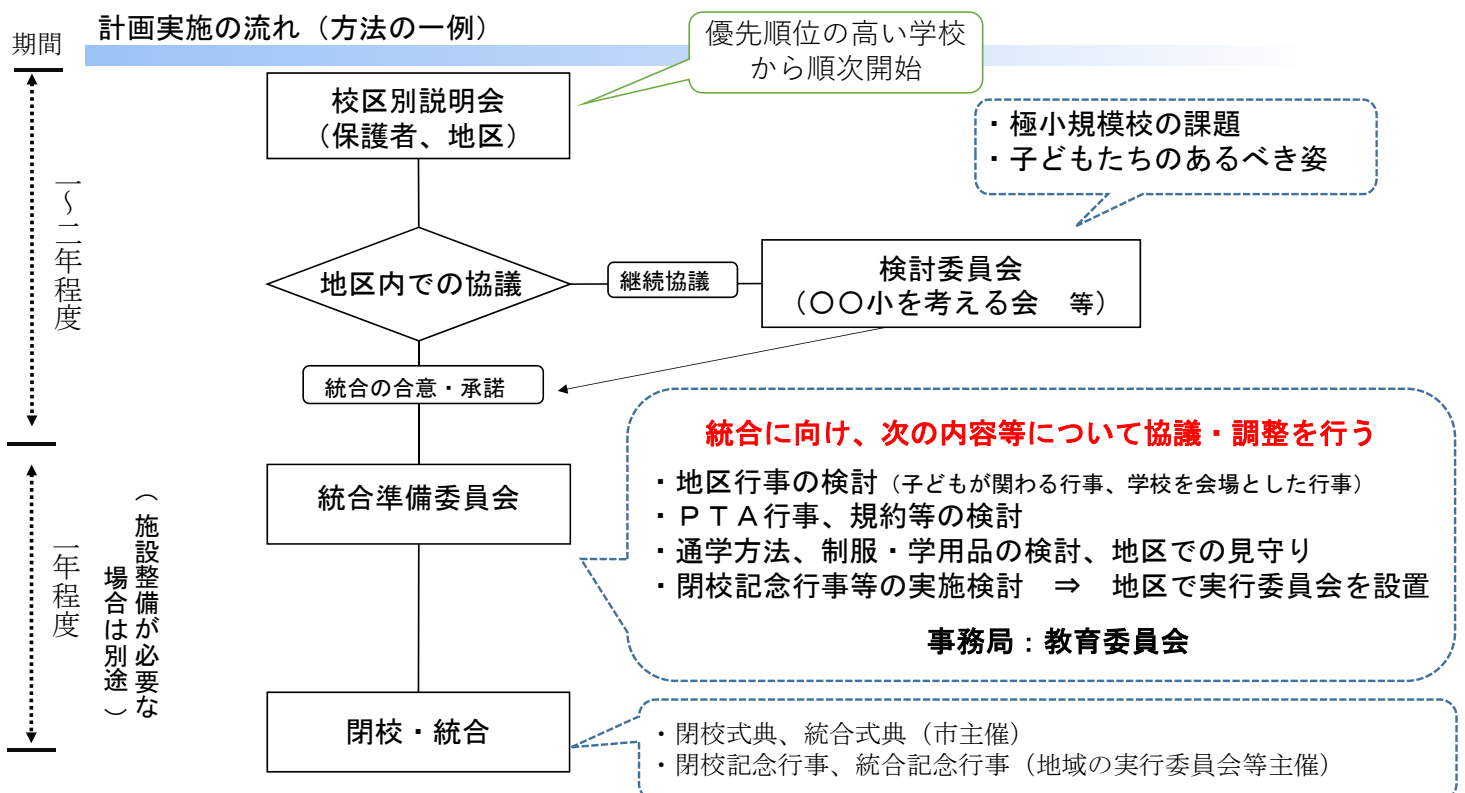 計画実施の流れ（方法の一例）
期間
優先順位の高い学校
から順次開始
校区別説明会
（保護者、地区）
・極小規模校の課題
・子どもたちのあるべき姿
一～二年程度
地区内での協議
継続協議
検討委員会
（〇〇小を考える会　等）
統合の合意・承諾
統合に向け、次の内容等について協議・調整を行う
・地区行事の検討（子どもが関わる行事、学校を会場とした行事）
・ＰＴＡ行事、規約等の検討
・通学方法、制服・学用品の検討、地区での見守り
・閉校記念行事等の実施検討　⇒　地区で実行委員会を設置
事務局：教育委員会
統合準備委員会
一年程度
（施設整備が必要な
場合は別途）
閉校・統合
・閉校式典、統合式典（市主催）
・閉校記念行事、統合記念行事（地域の実行委員会等主催）